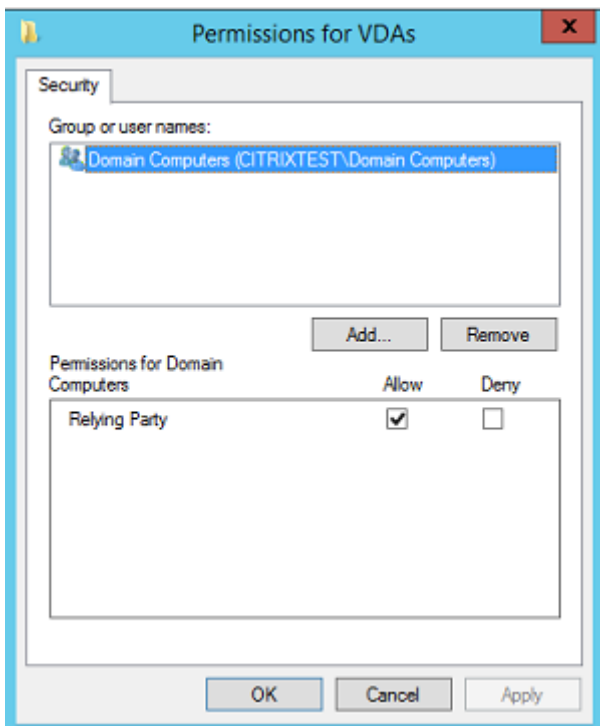 Permissions for VDAs
x
Security
Group or user names:
Domain Computers (CITRIXTEST\Domain Computers)
Add...
Remove
Permissions for Domain
Computers
Allow
Deny
Relying Party
OK
Cancel
Apply